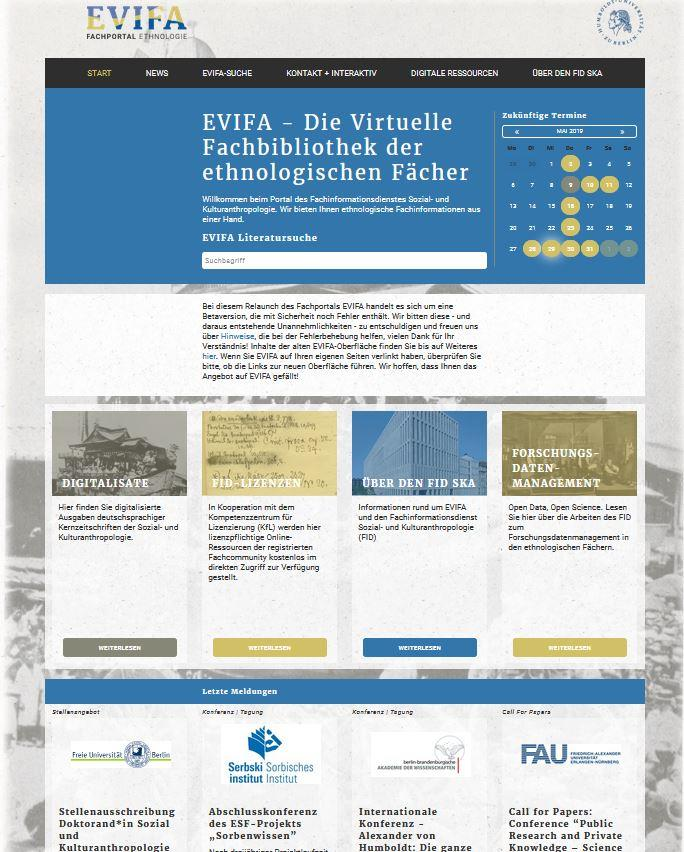 EVIFA
FACHPORTAL ETHNOLOGIE
START NEWS EVIFA-SUCHE KONTAKT + INTERAKTIV DIGITALE RESSOURCEN ÜBER DEN FID SKA
EVIFA – Die Virtuelle
Fachbibliothek der
ethnologischen Fächer
Willkommen beim Portal des Fachinformationsdienstes Sozial- und
Kulturanthropologie. Wir bieten Ihnen ethnologische Fachinformationen aus
einer Hand.
EVIFA Literatursuche
Suchbegriff
Zukünftige Termine
« MAI 2019 »
Mo Di Mi Do Fr Sa So
29 30 1 2 3 4 5
6 7 8 9 10 11 12
13 14 15 16 17 18 19
20 21 22 23 24 25 26
27 28 29 30 31 1 2
Bei diesem Relaunch des Fachportals EVIFA handelt es sich um eine
Betaversion, die mit Sicherheit noch Fehler enthält. Wir bitten diese - und
daraus entstehende Unannehmlichkeiten - zu entschuldigen und freuen uns
über Hinweise, die bei der Fehlerbehebung helfen, vielen Dank für Ihr
Verständnis! Inhalte der alten EVIFA-Oberfläche finden Sie bis auf Weiteres
hier. Wenn Sie EVIFA auf Ihren eigenen Seiten verlinkt haben, überprüfen Sie
bitte, ob die Links zur neuen Oberfläche führen. Wir hoffen, dass Ihnen das
Angebot auf EVIFA gefällt!
DIGITALISATE
Hier finden Sie digitalisierte
Ausgaben deutschsprachiger
Kernzeitschriften der Sozial- und
Kulturanthropologie.
WEITERLESEN
FID-LIZENZEN
In Kooperation mit dem
Kompetenzzentrum für
Lizenzierung (KfL) werden hier
lizenzpflichtige Online-
Ressourcen der registrierten
Fachcommunity kostenlos im
direkten Zugriff zur Verfügung
gestellt.
WEITERLESEN
ÜBER DEN FID SKA
Informationen rund um EVIFA
und den Fachinformationsdienst
Sozial- und Kulturanthropologie
(FID)
WEITERLESEN
FORSCHUNGS-
DATEN-
MANAGEMENT
Open Data, Open Science. Lesen
Sie hier über die Arbeiten des FID
zum
Forschungsdatenmanagement in
den ethnologischen Fächern.
WEITERLESEN
Letzte Meldungen
Stellenangebot
Freie Universität Berlin
Stellenausschreibung
Doktorand*in Sozial
und
Kulturanthropologie
Konferenz | Tagung
Serbski Sorbisches
institut Institut
Abschlusskonferenz
des ESF-Projekts
„Sorbenwissen”
Konferenz | Tagung
berlin-brandenburgische
AKADEMIE DER WISSENSCHAFTEN
Internationale
Konferenz –
Alexander von
Humboldt: Die ganze
Call For Papers
FAU FRIEDRICH-ALEXANDER
UNIVERSITÄT
ERLANGEN-NÜRNBERG
Call for Papers:
Conference “Public
Research and Private
Knowledge – Science